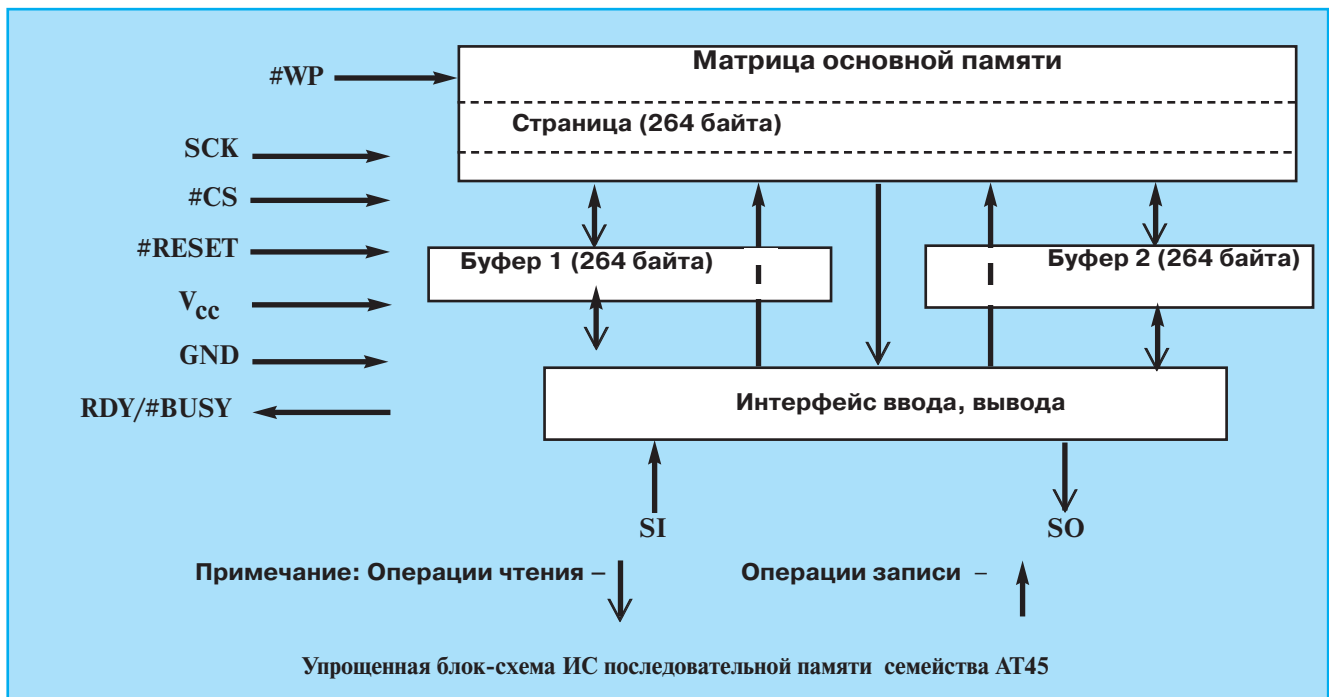 Матрица основной памяти
#WP
Страница (264 байта)
SCK
#CS
#RESET
Буфер 1 (264 байта)
Буфер 2 (264 байта)
Vcc
GND
RDY/#BUSY
Интерфейс ввода, вывода
SI
SO
Примечание: Операции чтения –
Операции записи –
Упрощенная блок-схема ИС последовательной памяти семейства AT45